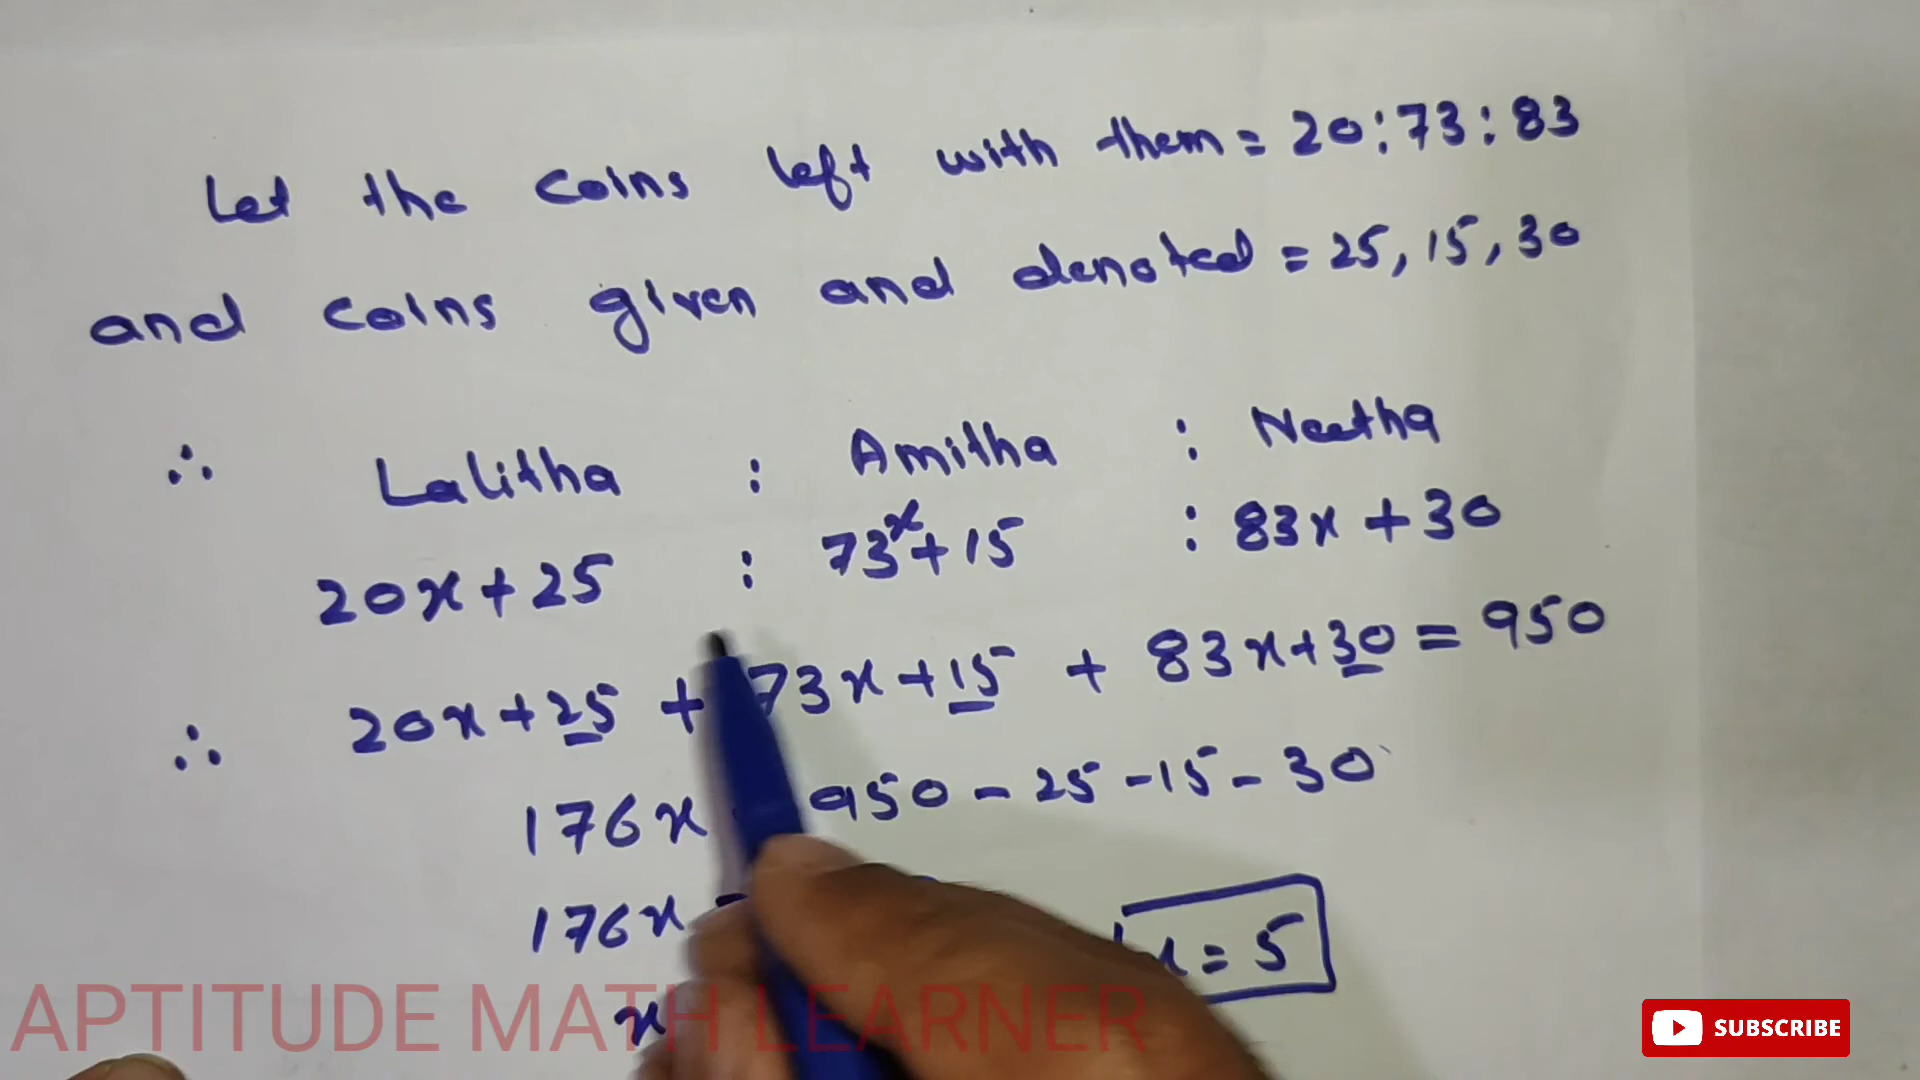 Let the coins left with them = 20 : 73 : 83
and coins given and denoted = 25, 15, 30
∴ Lalitha : Amitha : Neetha
20x + 25 : 73x + 15 : 83x + 30
∴ 20x + 25 + 73x + 15 + 83x + 30 = 950
176x 950 - 25 - 15 - 30
176x =
x = 5
x
APTITUDE MATH LEARNER
SUBSCRIBE